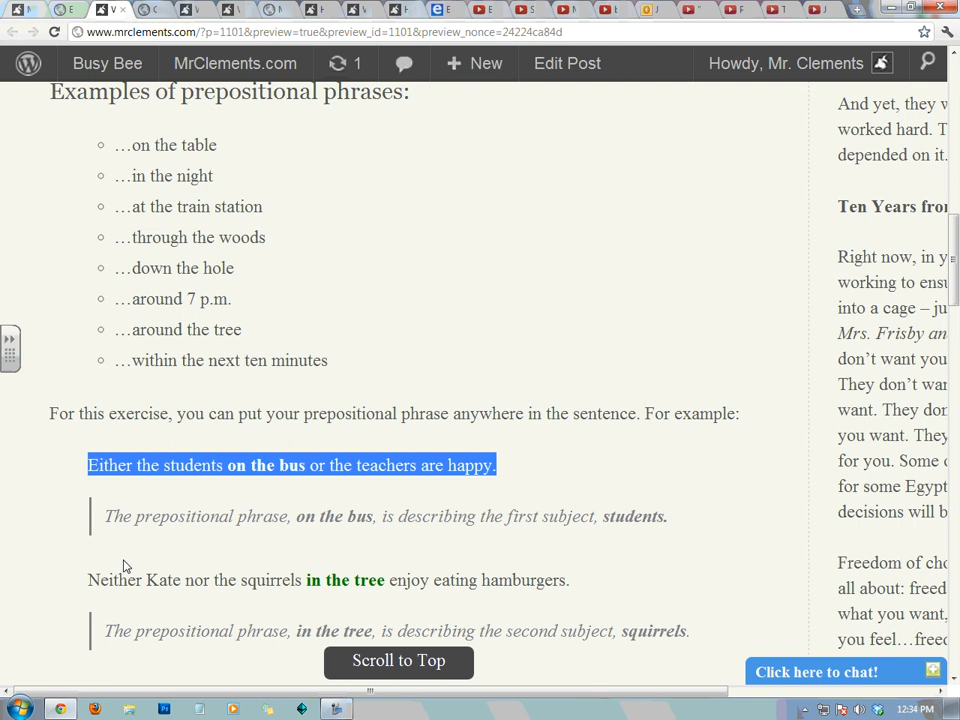 www.mrclements.com/?p=1101&preview=true&preview_id=1101&preview_nonce=24224ca84d
Busy Bee MrClements.com 1 New Edit Post Howdy, Mr. Clements
Examples of prepositional phrases:
…on the table
…in the night
…at the train station
…through the woods
…down the hole
…around 7 p.m.
…around the tree
…within the next ten minutes
For this exercise, you can put your prepositional phrase anywhere in the sentence. For example:
Either the students on the bus or the teachers are happy.
The prepositional phrase, on the bus, is describing the first subject, students.
Neither Kate nor the squirrels in the tree enjoy eating hamburgers.
The prepositional phrase, in the tree, is describing the second subject, squirrels.
Scroll to Top
And yet, they w
worked hard. T
depended on it.
Ten Years fro
Right now, in y
working to ensu
into a cage – ju
Mrs. Frisby an
don’t want you
They don’t wan
want. They don
you want. They
for you. Some o
for some Egypt
decisions will b
Freedom of cho
all about: freed
what you want,
you feel…freed
Click here to chat!
12:34 PM